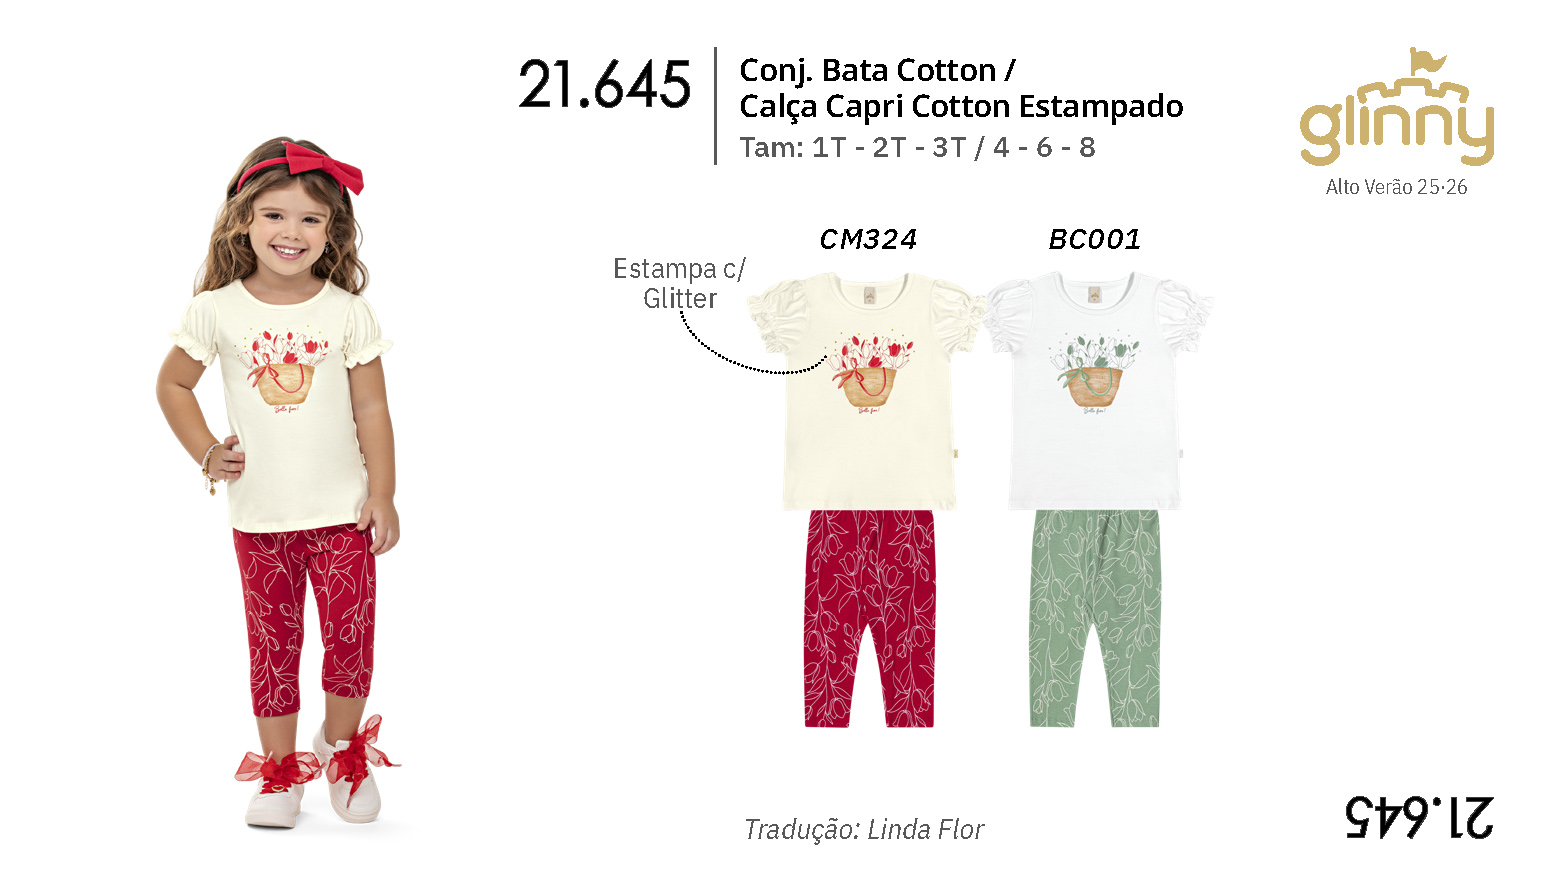 21.645
Conj. Bata Cotton /
Calça Capri Cotton Estampado
Tam: 1T - 2T - 3T / 4 - 6 - 8
glinny
Alto Verão 25·26
CM324
BC001
Estampa c/
Glitter
Tradução: Linda Flor
21.645